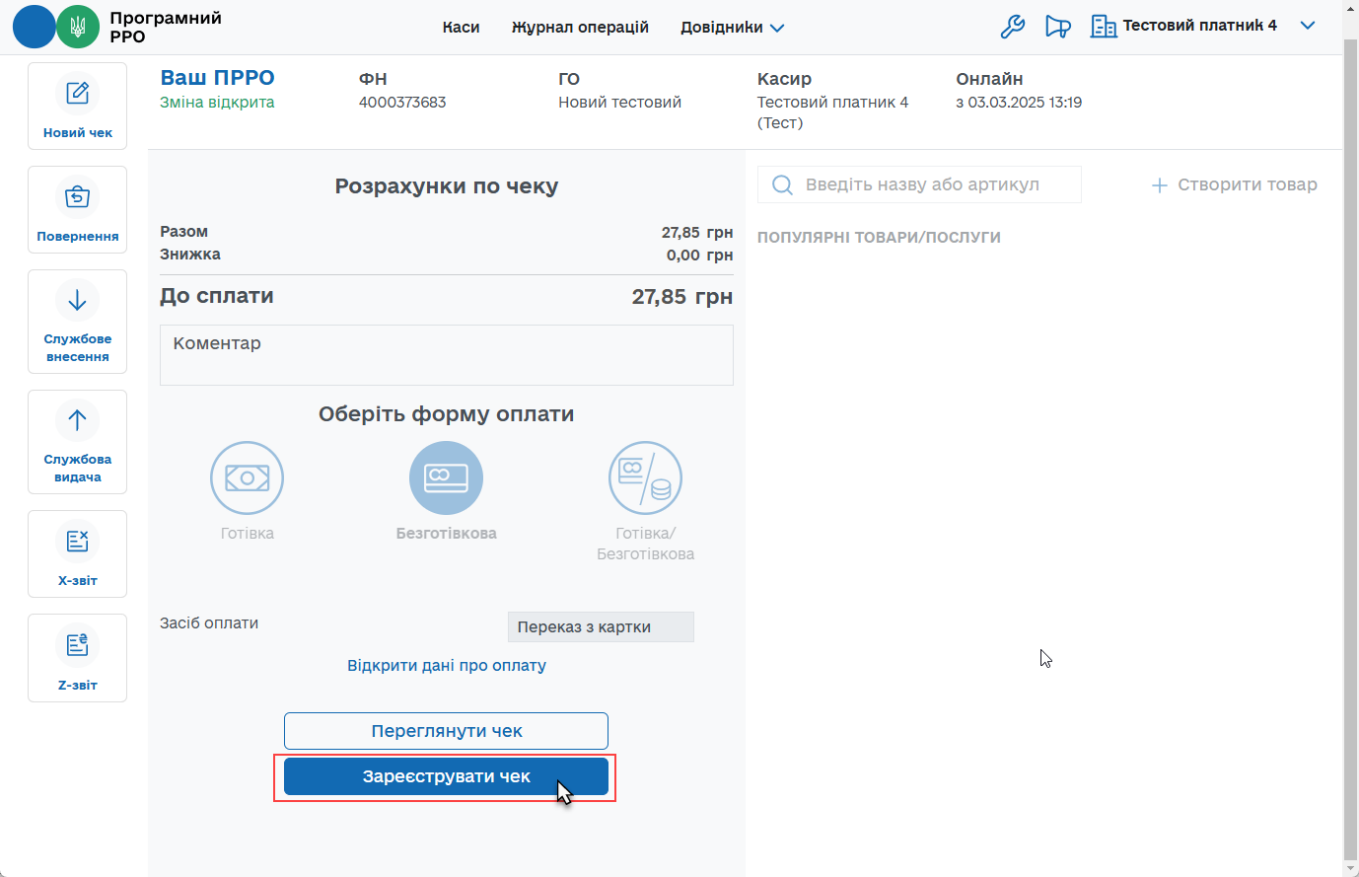 Програмний
РРО
Каси
Журнал операцій
Довідники
Тестовий платник 4
Новий чек
Повернення
Службове
внесення
Службова
видача
X-звіт
Z-звіт
Ваш ПРРО
Зміна відкрита
ФН
4000373683
ГО
Новий тестовий
Касир
Тестовий платник 4
(Тест)
Онлайн
з 03.03.2025 13:19
Розрахунки по чеку
Разом 27,85 грн
Знижка 0,00 грн
До сплати 27,85 грн
Коментар
Оберіть форму оплати
Готівка
Безготівкова
Готівка/
Безготівкова
Засіб оплати Переказ з картки
Відкрити дані про оплату
Переглянути чек
Зареєструвати чек
Введіть назву або артикул
+ Створити товар
ПОПУЛЯРНІ ТОВАРИ/ПОСЛУГИ